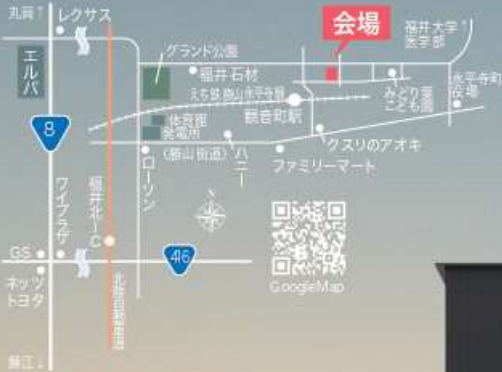 丸岡↑
レクサス
会場
福井大学
医学部
エルパ
グランド公園
福井石材
えち鉄勝山永平寺線
観音町駅
みどり葉
こども園
永平寺町
役場
8
体育館
発電所
(勝山街道)
ハニー
クスリのアオキ
ファミリーマート
ローソン
ワイプラザ
福井北IC
416
GS
ネッツ
トヨタ
北陸自動車道
GoogleMap
鯖江↓